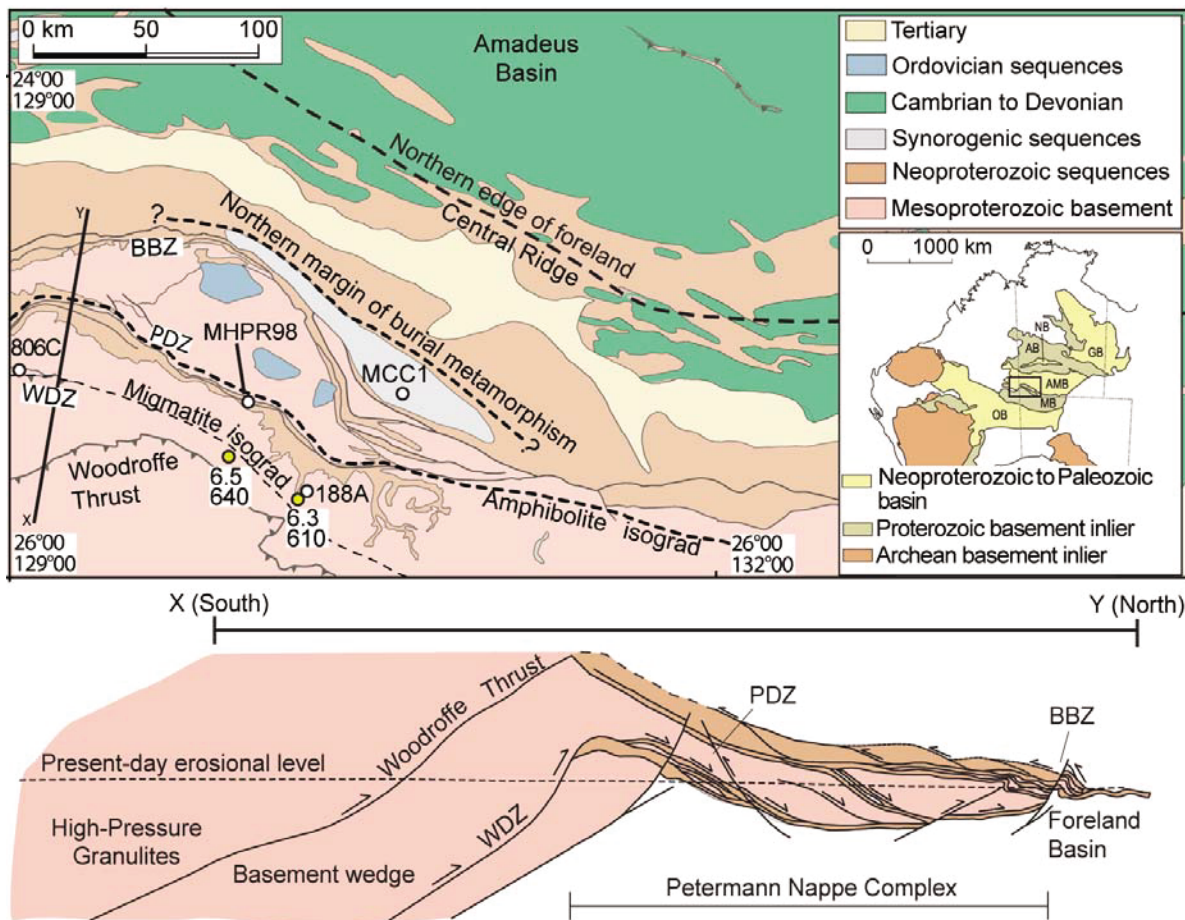 0 km 50 100
24°00
129°00
Amadeus
Basin
Northern edge of foreland
Central Ridge
Northern margin of burial metamorphism
?
?
Y
BBZ
PDZ
MHPR98
MCC1
806C
WDZ
Migmatite isograd
Woodroffe
Thrust
6.5
640
188A
6.3
610
Amphibolite isograd
X
26°00
129°00
26°00
132°00
Tertiary
Ordovician sequences
Cambrian to Devonian
Synorogenic sequences
Neoproterozoic sequences
Mesoproterozoic basement
0 1000 km
NB
AB
GB
AMB
MB
OB
Neoproterozoic to Paleozoic
basin
Proterozoic basement inlier
Archean basement inlier
X (South)
Y (North)
Woodroffe Thrust
PDZ
BBZ
Present-day erosional level
WDZ
High-Pressure
Granulites
Basement wedge
Foreland
Basin
Petermann Nappe Complex